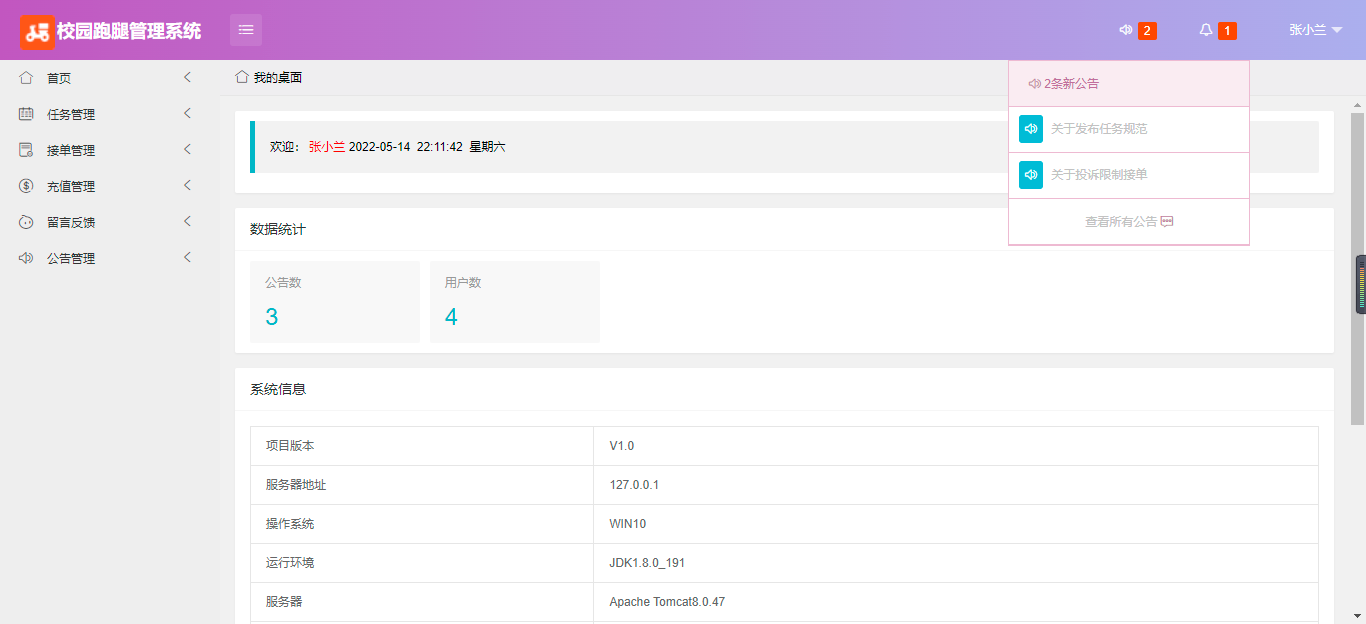 校园跑腿管理系统
2
1
张小兰
首页
任务管理
接单管理
充值管理
留言反馈
公告管理
我的桌面
2条新公告
关于发布任务规范
关于投诉限制接单
查看所有公告
欢迎： 张小兰 2022-05-14 22:11:42 星期六
数据统计
公告数
3
用户数
4
系统信息
项目版本 V1.0
服务器地址 127.0.0.1
操作系统 WIN10
运行环境 JDK1.8.0_191
服务器 Apache Tomcat8.0.47